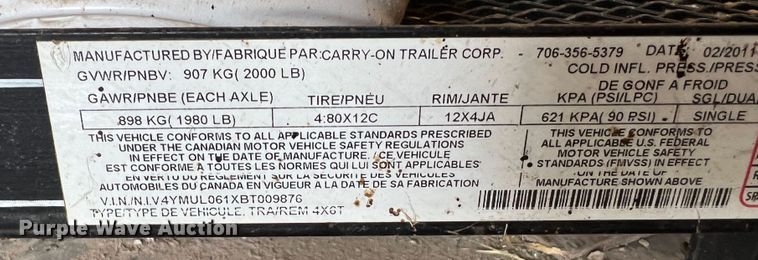 MANUFACTURED BY/FABRIQUE PAR: CARRY-ON TRAILER CORP. - 706-356-5379 DATE: 02/2011
GVWR/PNBV: 907 KG( 2000 LB) COLD INFL. PRESS./PRESS
DE GONF A FROID
GAWR/PNBE (EACH AXLE) TIRE/PNEU RIM/JANTE KPA (PSI/LPC) SGL/DUAL
898 KG( 1980 LB) 4:80X12C 12X4JA 621 KPA( 90 PSI) SINGLE
THIS VEHICLE CONFORMS TO ALL APPLICABLE STANDARDS PRESCRIBED
UNDER THE CANADIAN MOTOR VEHICLE SAFETY REGULATIONS
IN EFFECT ON THE DATE OF MANUFACTURE. /CE VEHICULE
EST CONFORME A TOUTES LES NORMES QUI LUI SONT APPLICABLES
EN VERTU DU REGLEMENT SUR LA SECURITE DES VEHICULES
AUTOMOBILES DU CANADA EN VIGUEUR A LA DATE DE SA FABRICATION
THIS VEHICLE CONFORMS TO
ALL APPLICABLE U.S. FEDERAL
MOTOR VEHICLE SAFETY
STANDARDS (FMVSS) IN EFFECT
ON THE DATE OF
MANUFACTURE SHOWN ABOVE
V.I.N./N.I.V.4YMUL061XBT009876
TYPE/TYPE DE VEHICULE: TRA/REM 4X6T
Purple Wave Auction